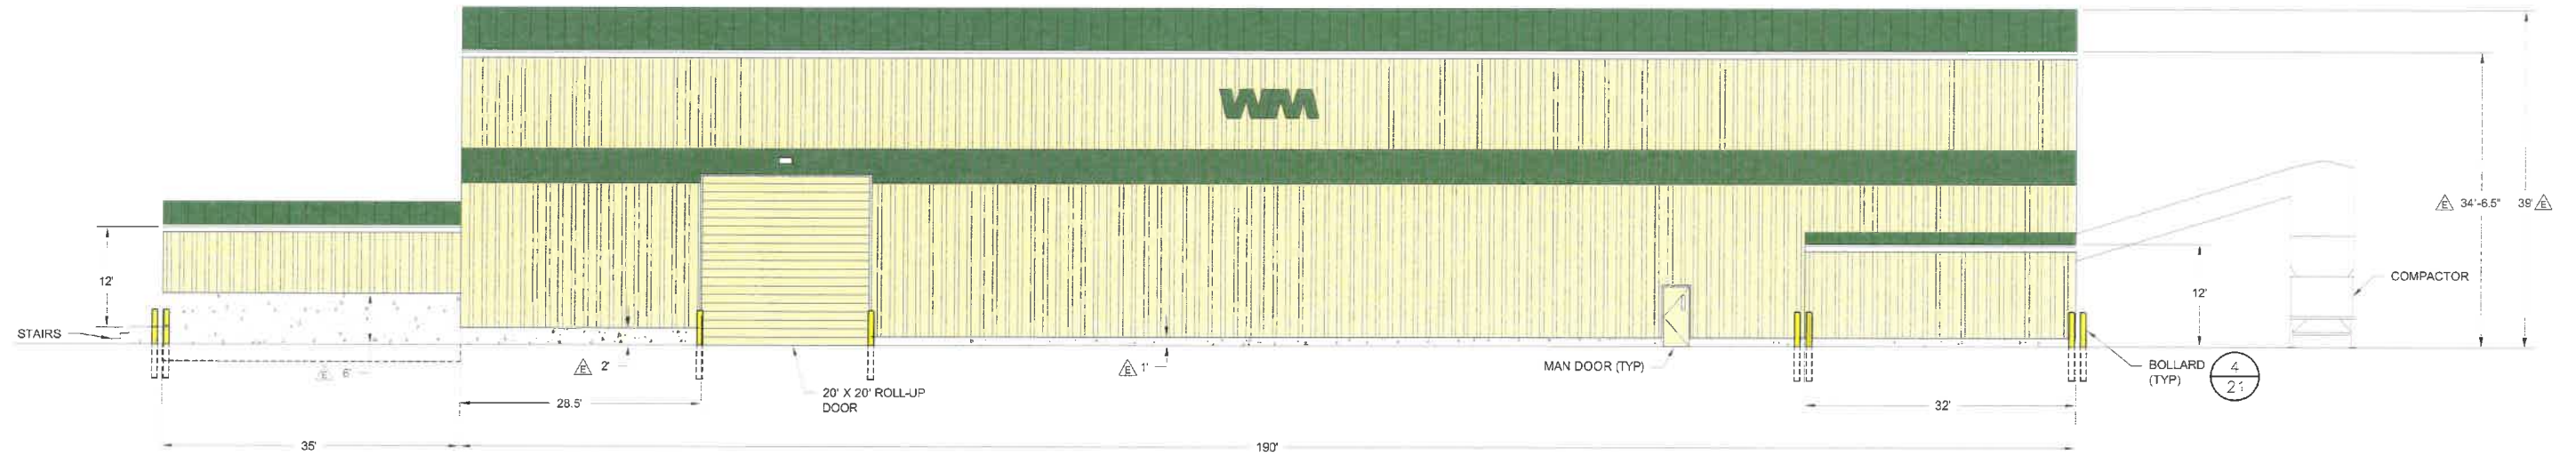 WM
E 34'-6.5"
39' E
12'
COMPACTOR
12'
STAIRS
E 6'
E 2'
E 1'
MAN DOOR (TYP)
BOLLARD
(TYP)
4
21
20' X 20' ROLL-UP
DOOR
28.5'
32'
35'
190'